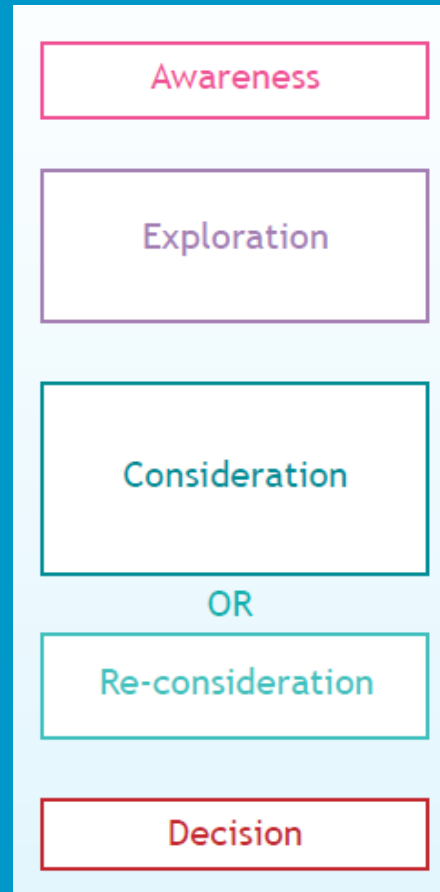 Awareness
Exploration
Consideration
OR
Re-consideration
Decision